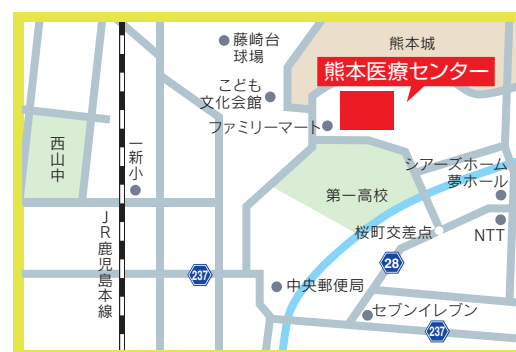 藤崎台
球場
熊本城
熊本医療センター
こども
文化会館
ファミリーマート
西山中
一新小
シアーズホーム
夢ホール
第一高校
桜町交差点
NTT
JR鹿児島本線
237
28
中央郵便局
セブンイレブン
237